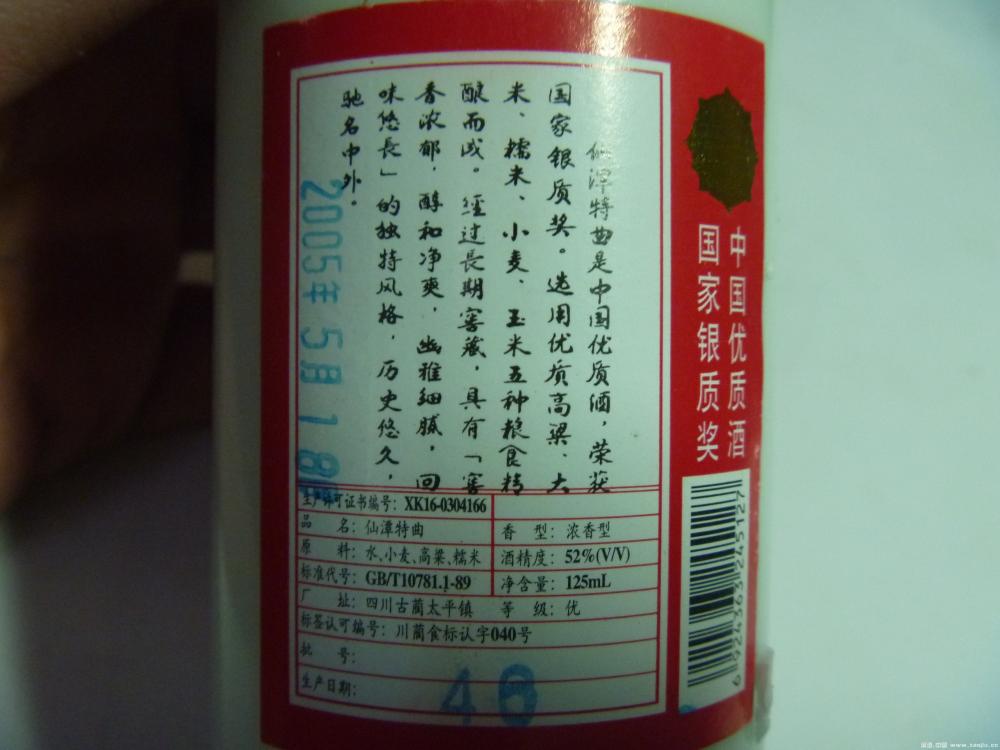 仙潭特曲是中国优质酒，荣获
国家银质奖。选用优质高粱、大
米、糯米、小麦、玉米五种粮食精
酿而成。经过长期窖藏，具有「窖
香浓郁，醇和净爽，幽雅细腻，回
味悠長」的独特风格，历史悠久，
驰名中外。
2005年5月18日
生产许可证书编号：XK16-0304166
品 名：仙潭特曲
香 型：浓香型
原 料：水、小麦、高粱、糯米
酒精度：52%(V/V)
标准代号：GB/T10781.1-89
净含量：125mL
厂 址：四川古蔺太平镇
等 级：优
标签认可编号：川蔺食标认字040号
批 号：
生产日期：
46
中国优质酒
国家银质奖
6924363245127